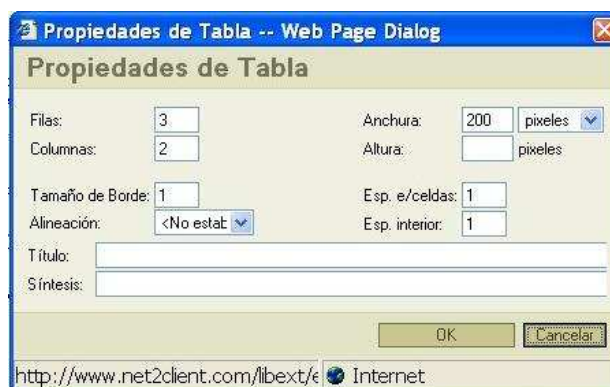 Propiedades de Tabla -- Web Page Dialog
Propiedades de Tabla
Filas: 3 Anchura: 200 pixeles
Columnas: 2 Altura: pixeles
Tamaño de Borde: 1 Esp. e/celdas: 1
Alineación: <No estat Esp. interior: 1
Título:
Síntesis:
OK Cancelar
http://www.net2client.com/libext/e Internet